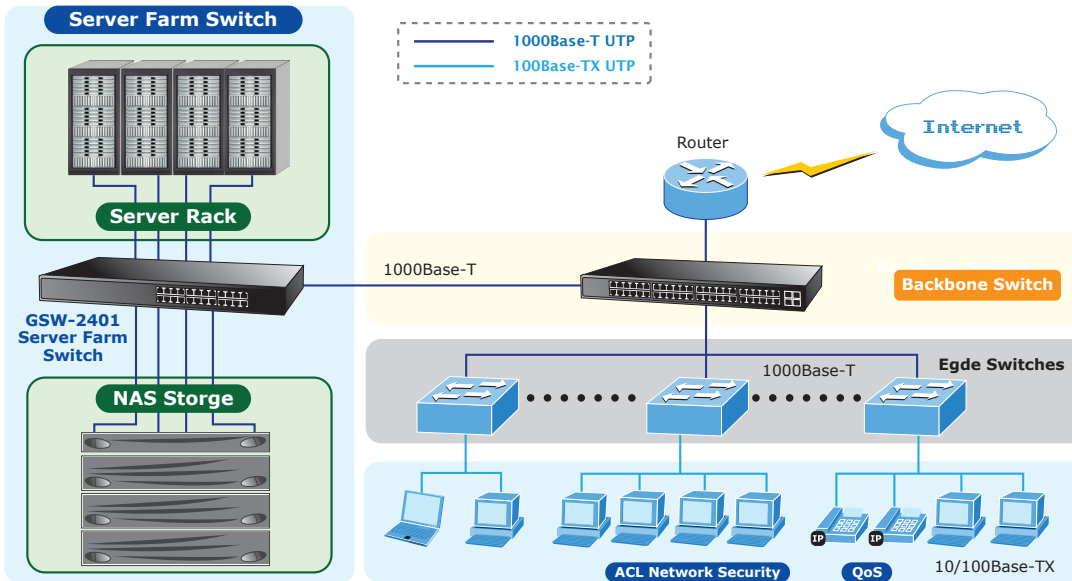 Server Farm Switch
1000Base-T UTP
100Base-TX UTP
Internet
Router
Server Rack
1000Base-T
Backbone Switch
GSW-2401
Server Farm
Switch
Egde Switches
1000Base-T
NAS Storge
IP
IP
10/100Base-TX
ACL Network Security
QoS